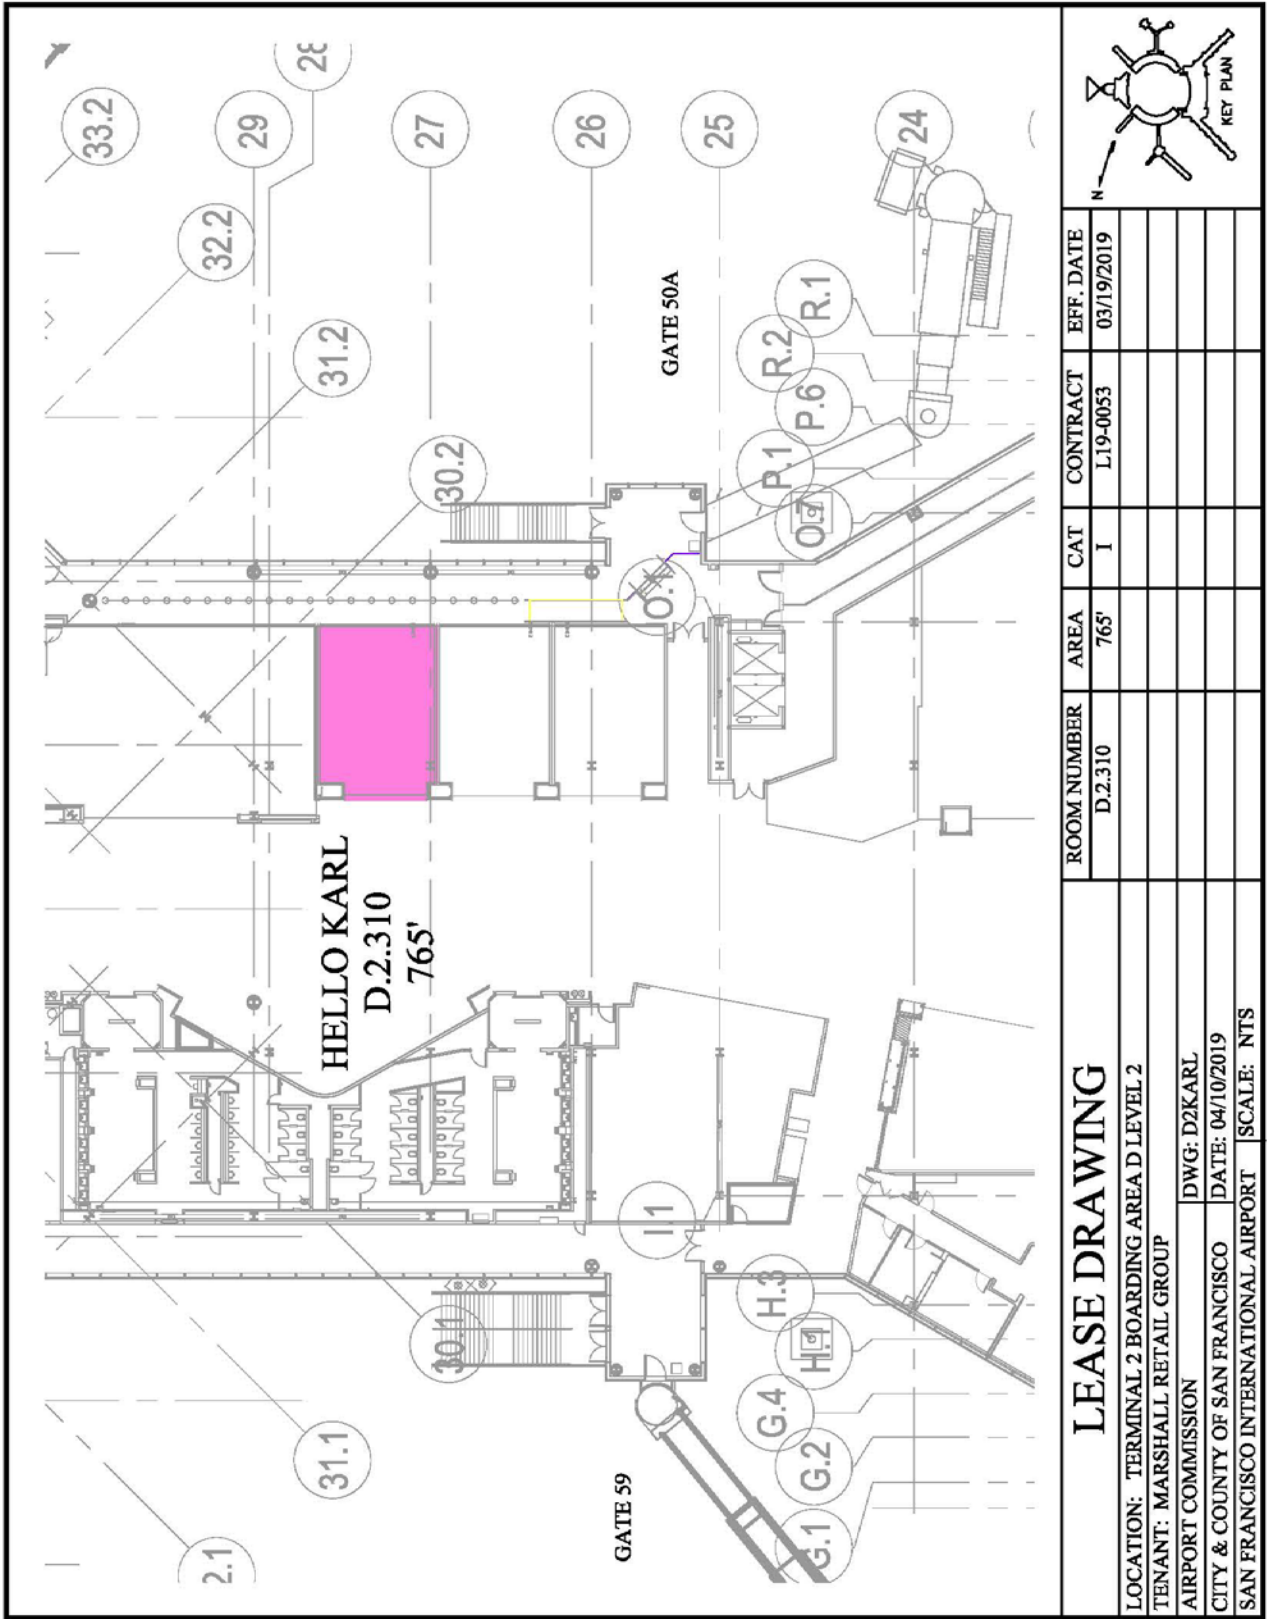 33.2
29
28
27
26
25
24
32.2
31.2
30.2
GATE 50A
R.1
R.2
P.6
P.1
O.7
O.4
HELLO KARL
D.2.310
765'
I1
H.3
H.1
G.4
G.2
G.1
30.1
31.1
2.1
GATE 59
LEASE DRAWING
LOCATION: TERMINAL 2 BOARDING AREA D LEVEL 2
TENANT: MARSHALL RETAIL GROUP
AIRPORT COMMISSION
DWG: D2KARL
CITY & COUNTY OF SAN FRANCISCO
DATE: 04/10/2019
SAN FRANCISCO INTERNATIONAL AIRPORT
SCALE: NTS
ROOM NUMBER AREA CAT CONTRACT EFF. DATE
D.2.310 765' I L19-0053 03/19/2019
N
KEY PLAN